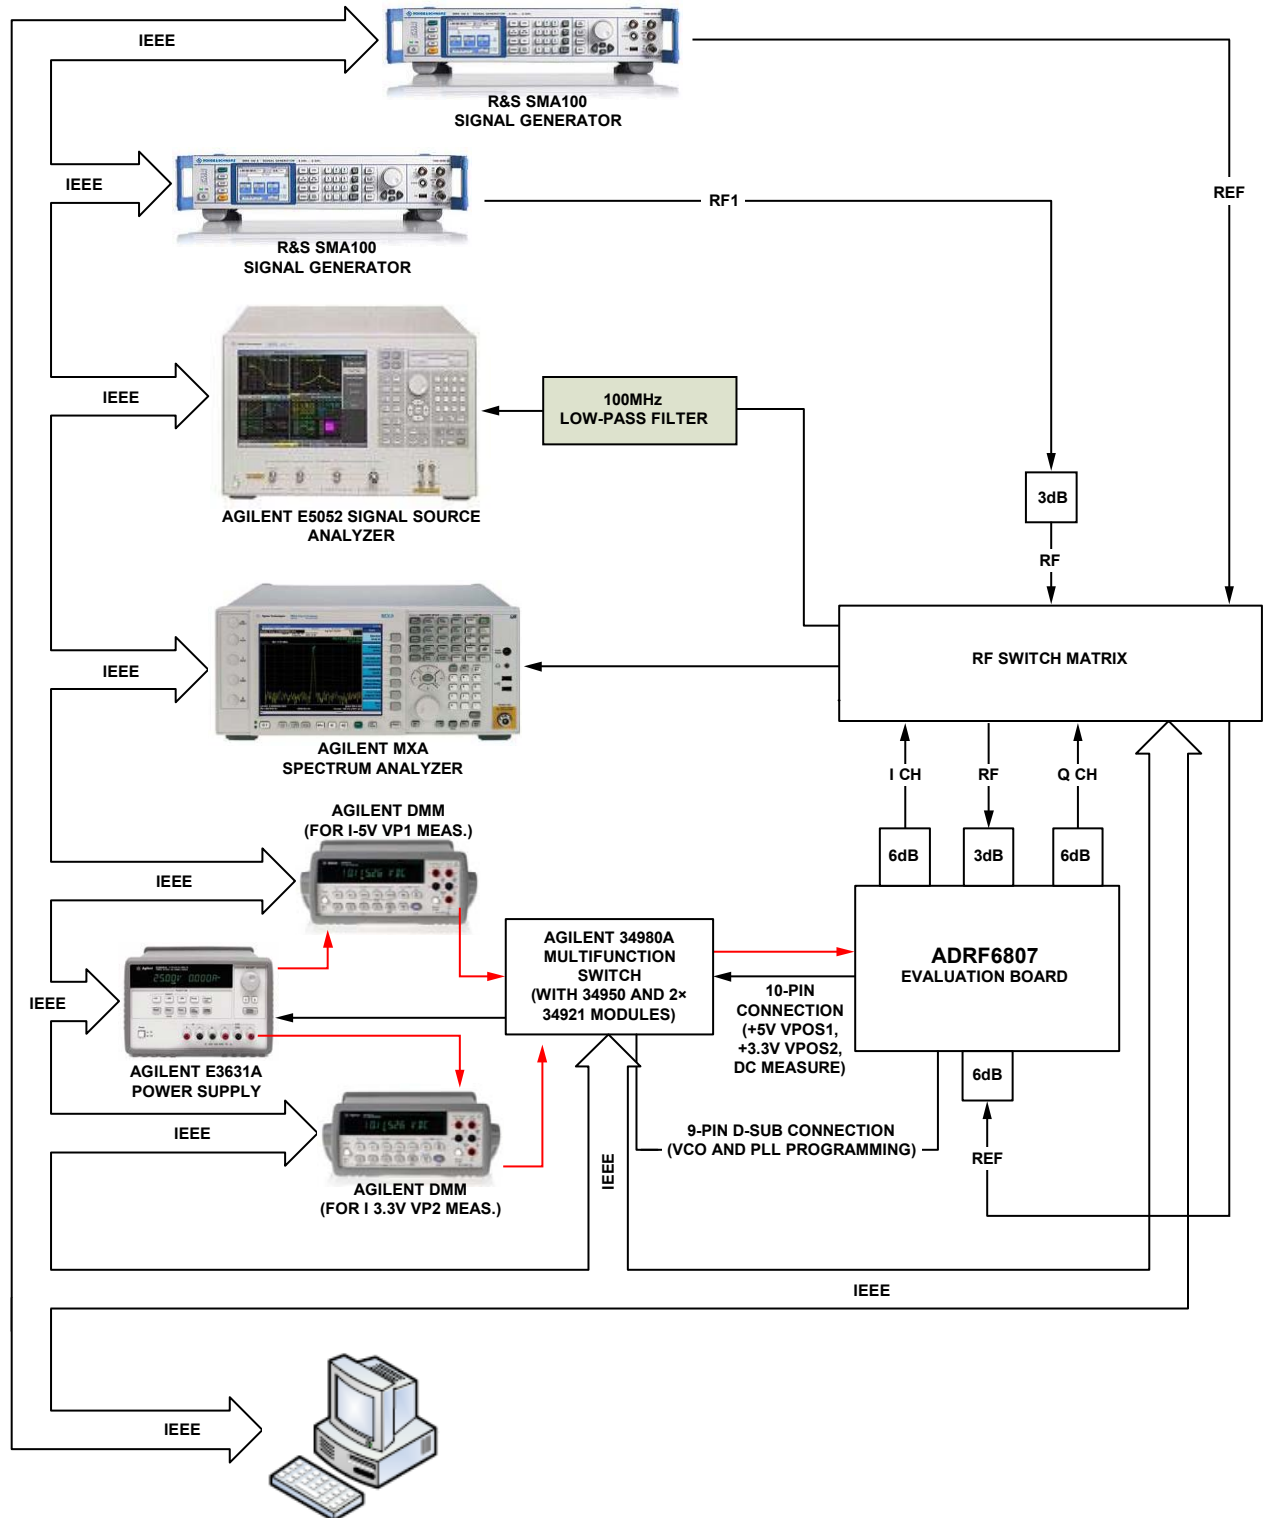 IEEE
R&S SMA100
SIGNAL GENERATOR
IEEE
RF1
REF
R&S SMA100
SIGNAL GENERATOR
IEEE
100MHz
LOW-PASS FILTER
3dB
AGILENT E5052 SIGNAL SOURCE
ANALYZER
RF
IEEE
RF SWITCH MATRIX
AGILENT MXA
SPECTRUM ANALYZER
I CH
RF
Q CH
AGILENT DMM
(FOR I-5V VP1 MEAS.)
6dB
3dB
6dB
IEEE
AGILENT 34980A
MULTIFUNCTION
SWITCH
(WITH 34950 AND 2×
34921 MODULES)
ADRF6807
EVALUATION BOARD
IEEE
10-PIN
CONNECTION
(+5V VPOS1,
+3.3V VPOS2,
DC MEASURE)
AGILENT E3631A
POWER SUPPLY
6dB
IEEE
9-PIN D-SUB CONNECTION
(VCO AND PLL PROGRAMMING)
REF
IEEE
AGILENT DMM
(FOR I 3.3V VP2 MEAS.)
IEEE
IEEE